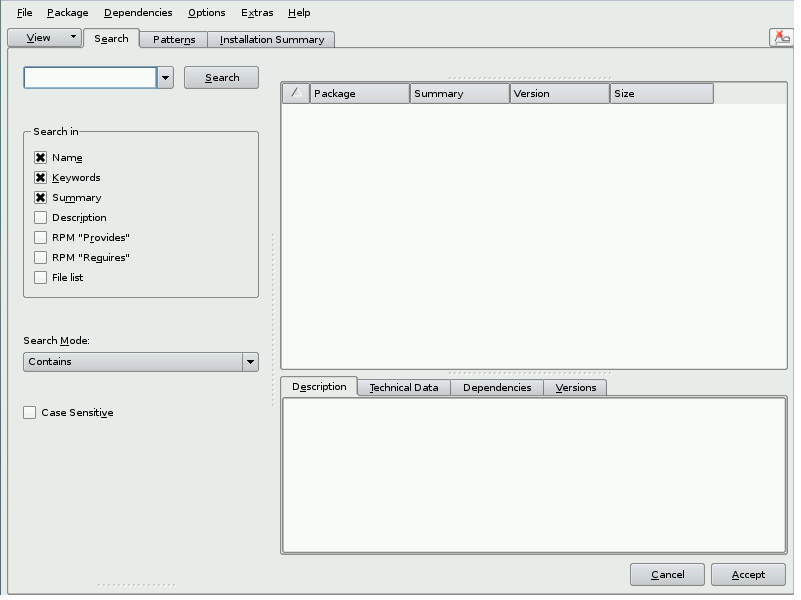 File Package Dependencies Options Extras Help
View Search Patterns Installation Summary
Search
Package Summary Version Size
Search in
Name
Keywords
Summary
Description
RPM "Provides"
RPM "Requires"
File list
Search Mode:
Contains
Case Sensitive
Description Technical Data Dependencies Versions
Cancel Accept